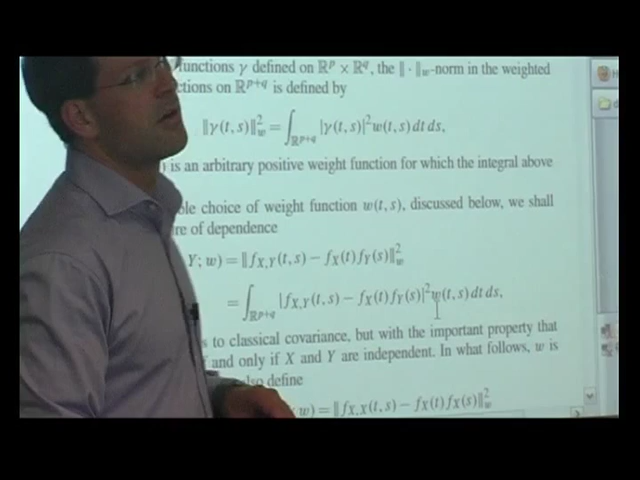 functions γ defined on ℝᵖ × ℝ^q, the ‖ · ‖_w-norm in the weighted
ctions on ℝ^{p+q} is defined by
‖γ(t, s)‖²_w = ∫_{ℝ^{p+q}} |γ(t, s)|² w(t, s) dt ds,
) is an arbitrary positive weight function for which the integral above
ole choice of weight function w(t, s), discussed below, we shall
re of dependence
Y; w) = ‖f_{X,Y}(t, s) − f_X(t) f_Y(s)‖²_w
= ∫_{ℝ^{p+q}} |f_{X,Y}(t, s) − f_X(t) f_Y(s)|² w(t, s) dt ds,
s to classical covariance, but with the important property that
and only if X and Y are independent. In what follows, w is
also define
; w) = ‖f_{X,X}(t, s) − f_X(t) f_X(s)‖²_w